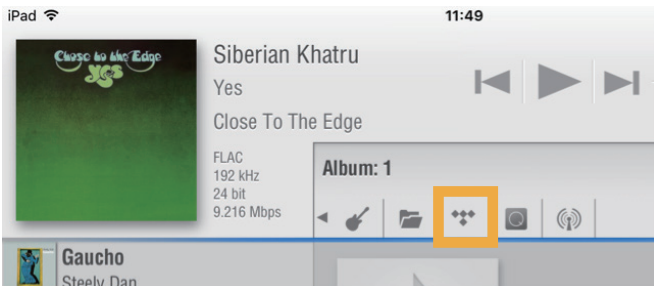 iPad
11:49
Close to the Edge
YES
Siberian Khatru
Yes
Close To The Edge
FLAC
192 kHz
24 bit
9.216 Mbps
Album: 1
Gaucho
Steely Dan